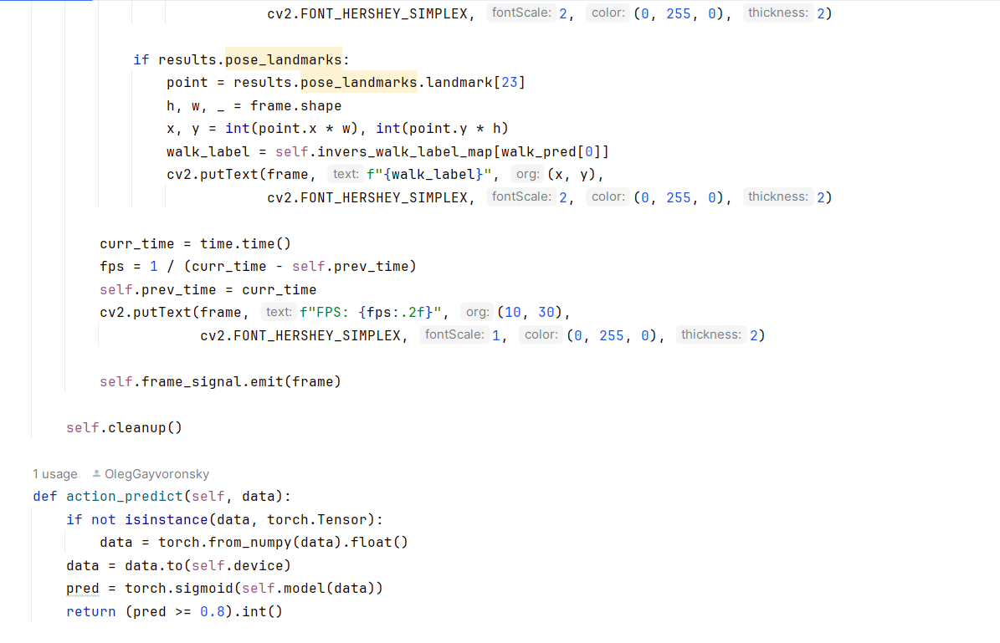 cv2.FONT_HERSHEY_SIMPLEX, fontScale: 2, color: (0, 255, 0), thickness: 2)
if results.pose_landmarks:
point = results.pose_landmarks.landmark[23]
h, w, _ = frame.shape
x, y = int(point.x * w), int(point.y * h)
walk_label = self.invers_walk_label_map[walk_pred[0]]
cv2.putText(frame, text: f"{walk_label}", org: (x, y),
cv2.FONT_HERSHEY_SIMPLEX, fontScale: 2, color: (0, 255, 0), thickness: 2)
curr_time = time.time()
fps = 1 / (curr_time - self.prev_time)
self.prev_time = curr_time
cv2.putText(frame, text: f"FPS: {fps:.2f}", org: (10, 30),
cv2.FONT_HERSHEY_SIMPLEX, fontScale: 1, color: (0, 255, 0), thickness: 2)
self.frame_signal.emit(frame)
self.cleanup()
1 usage OlegGayvoronsky
def action_predict(self, data):
if not isinstance(data, torch.Tensor):
data = torch.from_numpy(data).float()
data = data.to(self.device)
pred = torch.sigmoid(self.model(data))
return (pred >= 0.8).int()